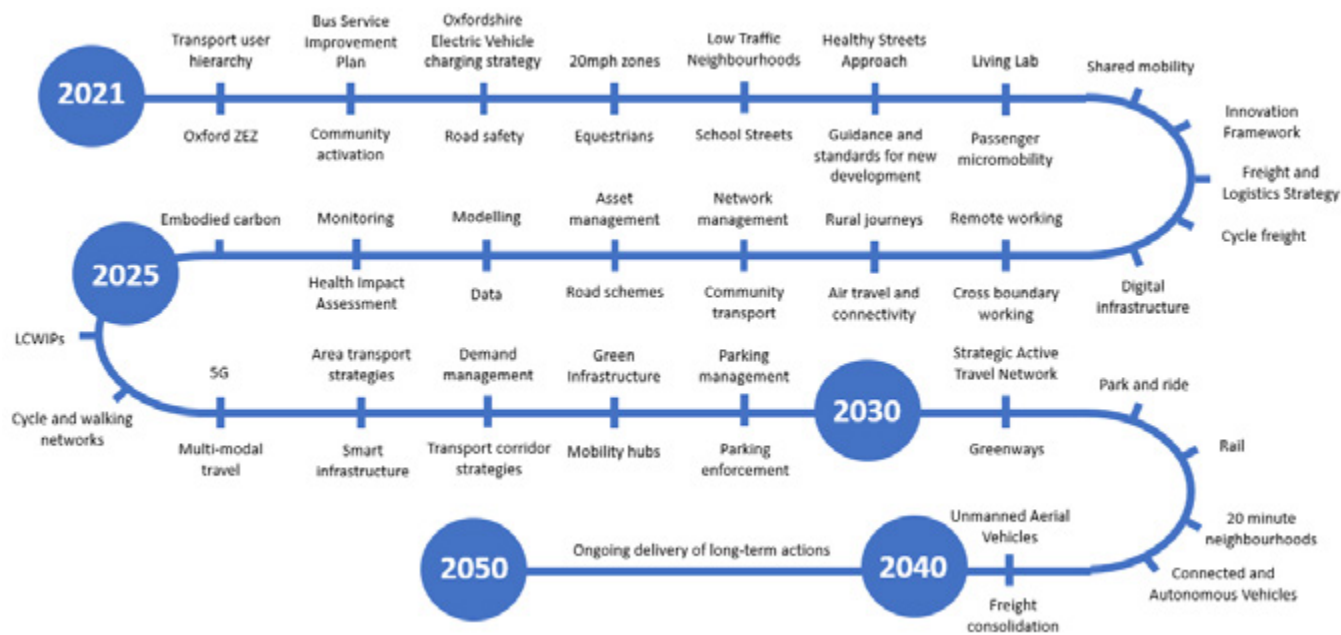 2021
Transport user
hierarchy
Oxford ZEZ
Bus Service
Improvement
Plan
Community
activation
Oxfordshire
Electric Vehicle
charging strategy
Road safety
20mph zones
Equestrians
Low Traffic
Neighbourhoods
School Streets
Healthy Streets
Approach
Guidance and
standards for new
development
Living Lab
Passenger
micromobility
Shared mobility
Innovation
Framework
Freight and
Logistics Strategy
Cycle freight
Digital
infrastructure
Remote working
Cross boundary
working
Rural journeys
Air travel and
connectivity
Network
management
Community
transport
Asset
management
Road schemes
Modelling
Data
Monitoring
Health Impact
Assessment
Embodied carbon
2025
LCWIPs
Cycle and walking
networks
5G
Multi-modal
travel
Area transport
strategies
Smart
infrastructure
Demand
management
Transport corridor
strategies
Green
Infrastructure
Mobility hubs
Parking
management
Parking
enforcement
2030
Strategic Active
Travel Network
Greenways
Park and ride
Rail
20 minute
neighbourhoods
Connected and
Autonomous Vehicles
Unmanned Aerial
Vehicles
Freight
consolidation
2040
Ongoing delivery of long-term actions
2050